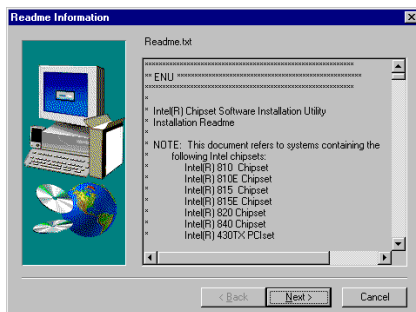 Readme Information
Readme.txt
** ENU **
*
* Intel(R) Chipset Software Installation Utility
* Installation Readme
*
* NOTE:  This document refers to systems containing the
*        following Intel chipsets:
*            Intel(R) 810  Chipset
*            Intel(R) 810E Chipset
*            Intel(R) 815  Chipset
*            Intel(R) 815E Chipset
*            Intel(R) 820 Chipset
*            Intel(R) 840 Chipset
*            Intel(R) 430TX PCIset
< Back
Next >
Cancel